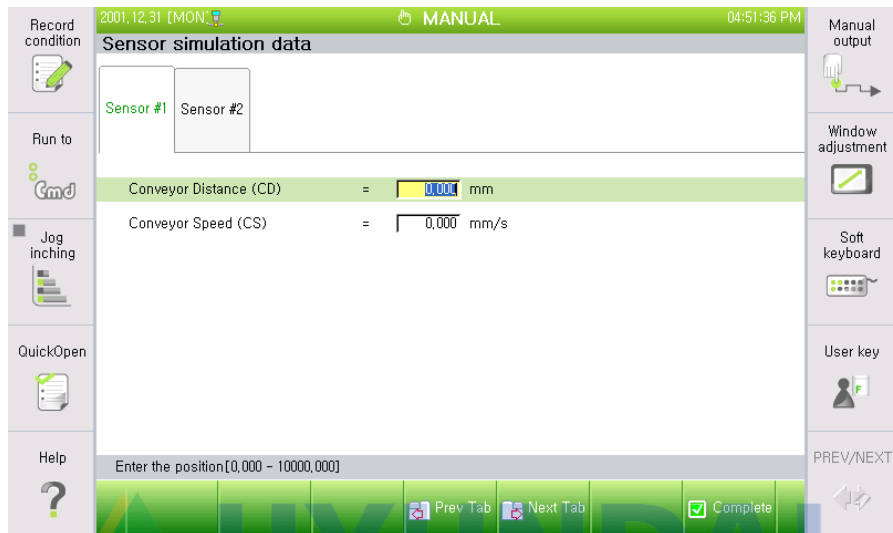 Record
condition
Run to
Cmd
Jog
inching
QuickOpen
Help
?
2001,12,31 [MON]
MANUAL
04:51:36 PM
Sensor simulation data
Sensor #1
Sensor #2
Conveyor Distance (CD) = 0,000 mm
Conveyor Speed (CS) = 0,000 mm/s
Enter the position[0,000 - 10000,000]
Prev Tab
Next Tab
Complete
Manual
output
Window
adjustment
Soft
keyboard
User key
F
PREV/NEXT
HYUNDAI